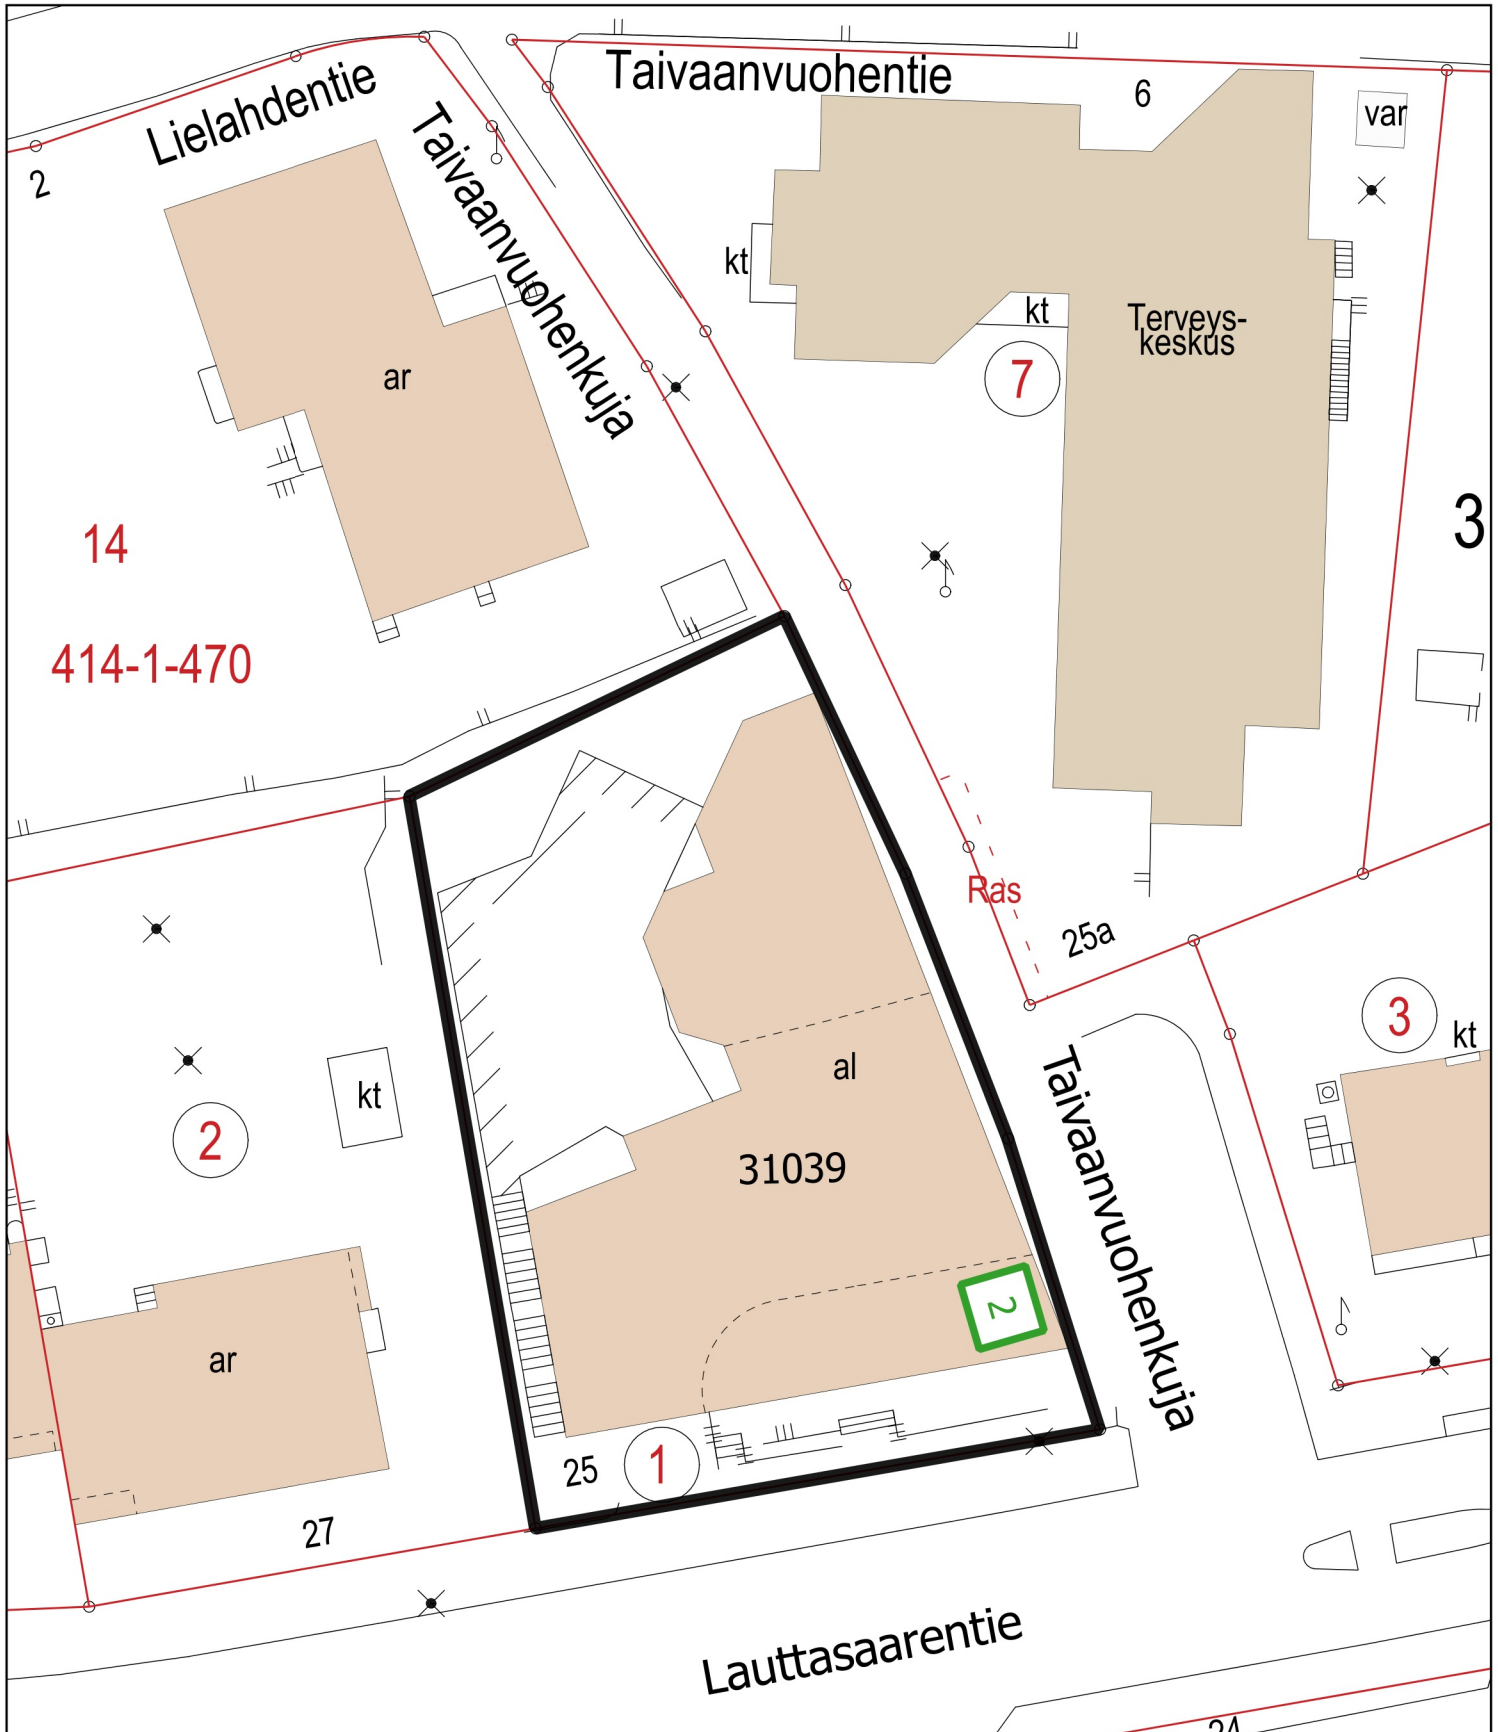 Lielahdentie
Taivaanvuohentie
6
var
2
Taivaanvuohenkuja
kt
kt
Terveys-
keskus
7
ar
3
14
414-1-470
Ras
25a
3
kt
al
Taivaanvuohenkuja
kt
2
31039
2
ar
25
1
27
Lauttasaarentie